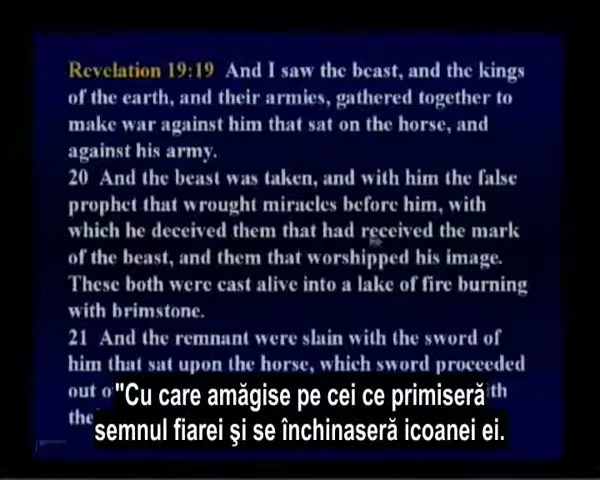 Revelation 19:19 And I saw the beast, and the kings
of the earth, and their armies, gathered together to
make war against him that sat on the horse, and
against his army.
20 And the beast was taken, and with him the false
prophet that wrought miracles before him, with
which he deceived them that had received the mark
of the beast, and them that worshipped his image.
These both were cast alive into a lake of fire burning
with brimstone.
21 And the remnant were slain with the sword of
him that sat upon the horse, which sword proceeded
out
"Cu care amăgise pe cei ce primiseră
semnul fiarei şi se închinaseră icoanei ei.